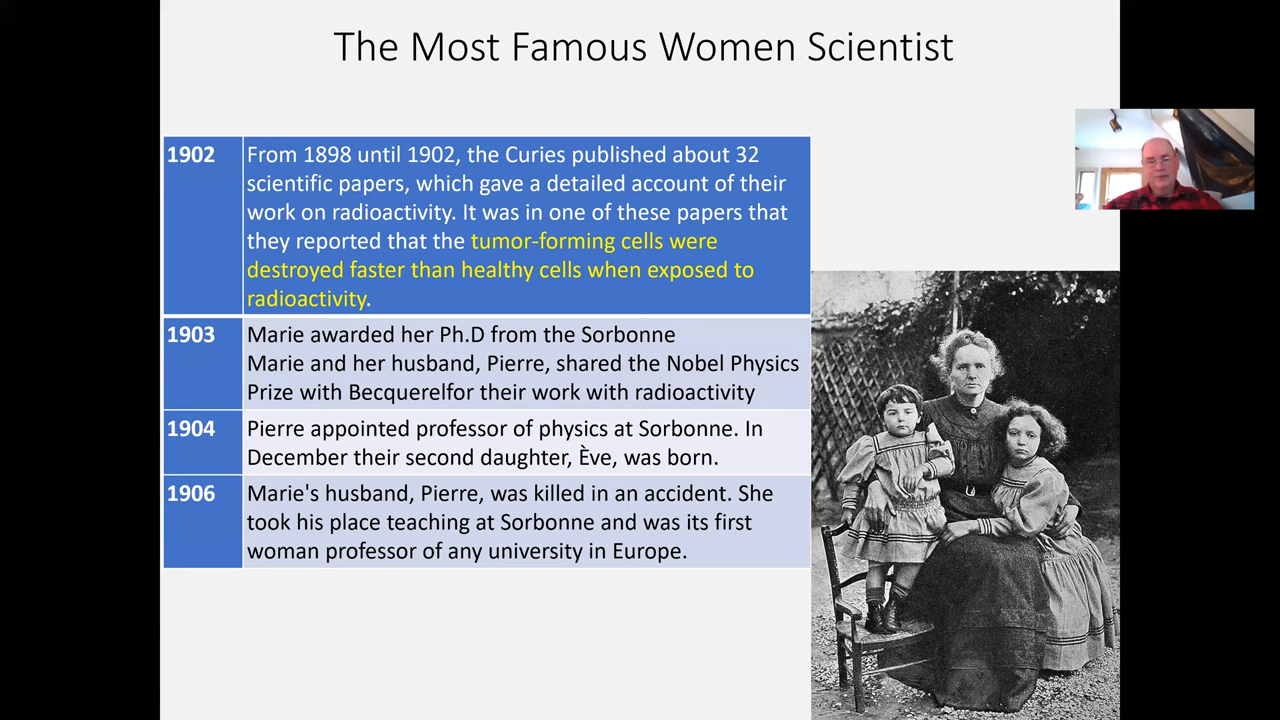 The Most Famous Women Scientist
1902
From 1898 until 1902, the Curies published about 32
scientific papers, which gave a detailed account of their
work on radioactivity. It was in one of these papers that
they reported that the tumor-forming cells were
destroyed faster than healthy cells when exposed to
radioactivity.
1903
Marie awarded her Ph.D from the Sorbonne
Marie and her husband, Pierre, shared the Nobel Physics
Prize with Becquerelfor their work with radioactivity
1904
Pierre appointed professor of physics at Sorbonne. In
December their second daughter, Ève, was born.
1906
Marie's husband, Pierre, was killed in an accident. She
took his place teaching at Sorbonne and was its first
woman professor of any university in Europe.